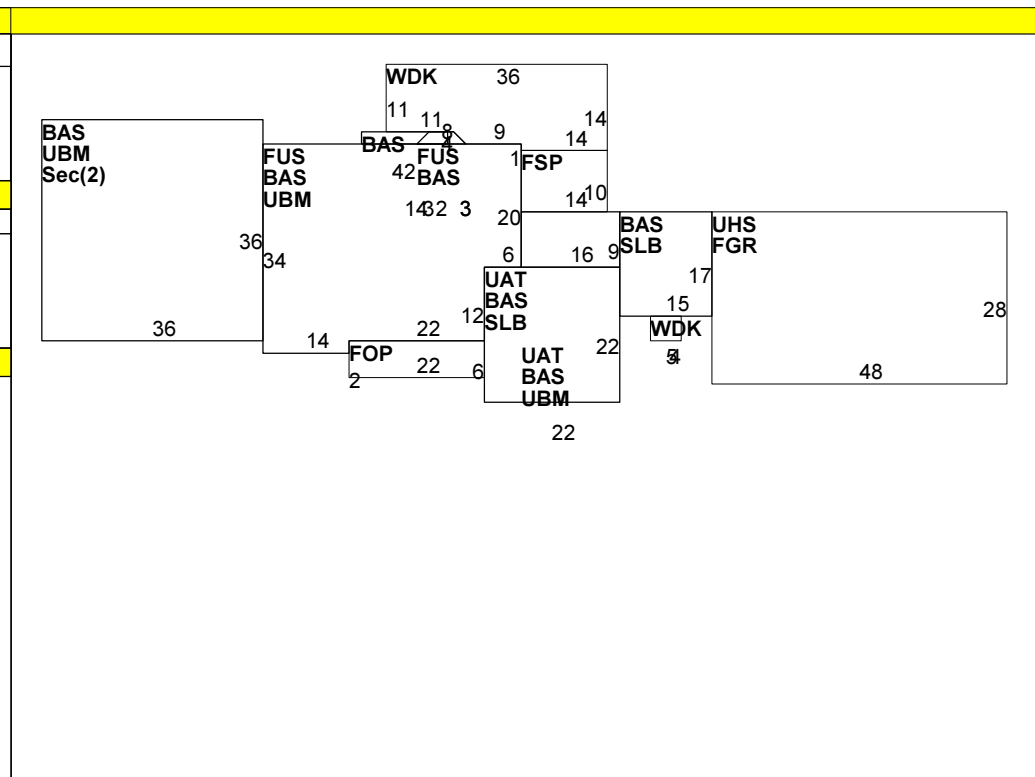 WDK 36
11 11 9 14
14
BAS
UBM
Sec(2)
BAS
FUS
BAS
UBM
42
FUS
BAS
1
FSP
14 32 3
14 10
20
36
34
6 16 9
BAS
SLB
UHS
FGR
17
15
28
UAT
BAS
SLB
12
36
14
22
WDK
FOP
22
6
2
22
UAT
BAS
UBM
48
22